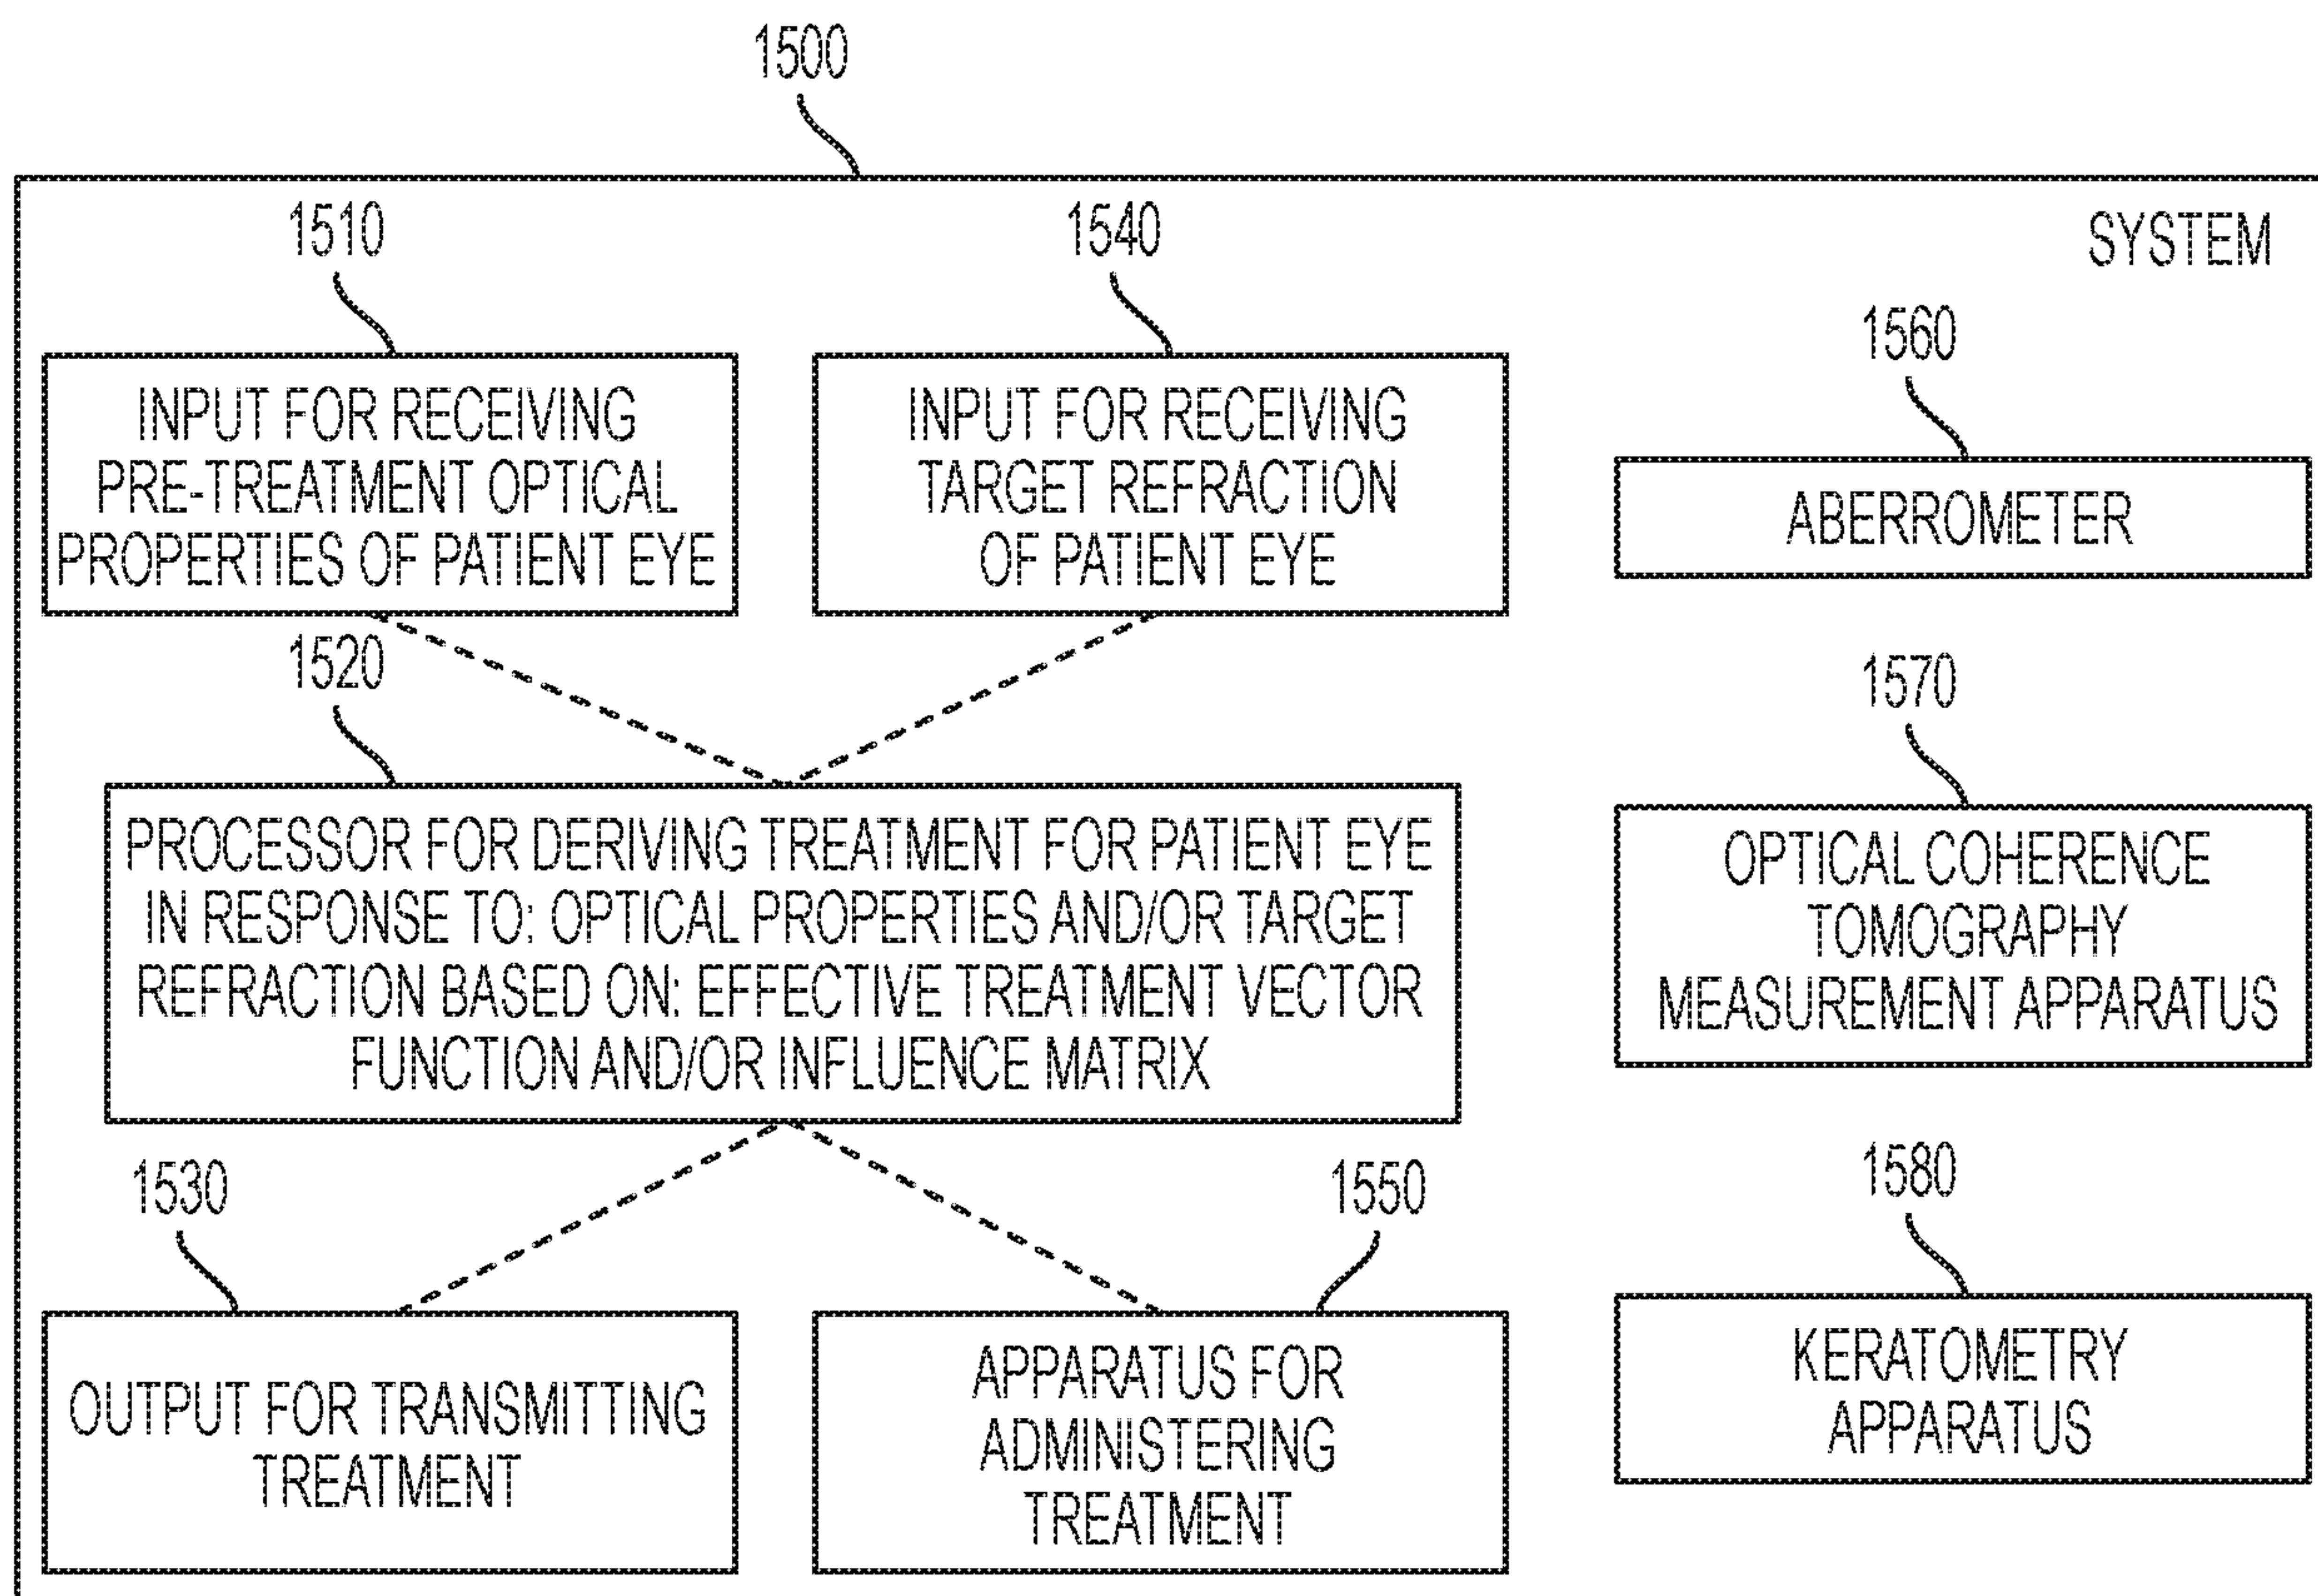 1500
SYSTEM
1510
INPUT FOR RECEIVING
PRE-TREATMENT OPTICAL
PROPERTIES OF PATIENT EYE
1540
INPUT FOR RECEIVING
TARGET REFRACTION
OF PATIENT EYE
1560
ABERROMETER
1520
PROCESSOR FOR DERIVING TREATMENT FOR PATIENT EYE
IN RESPONSE TO: OPTICAL PROPERTIES AND/OR TARGET
REFRACTION BASED ON: EFFECTIVE TREATMENT VECTOR
FUNCTION AND/OR INFLUENCE MATRIX
1570
OPTICAL COHERENCE
TOMOGRAPHY
MEASUREMENT APPARATUS
1530
OUTPUT FOR TRANSMITTING
TREATMENT
1550
APPARATUS FOR
ADMINISTERING
TREATMENT
1580
KERATOMETRY
APPARATUS